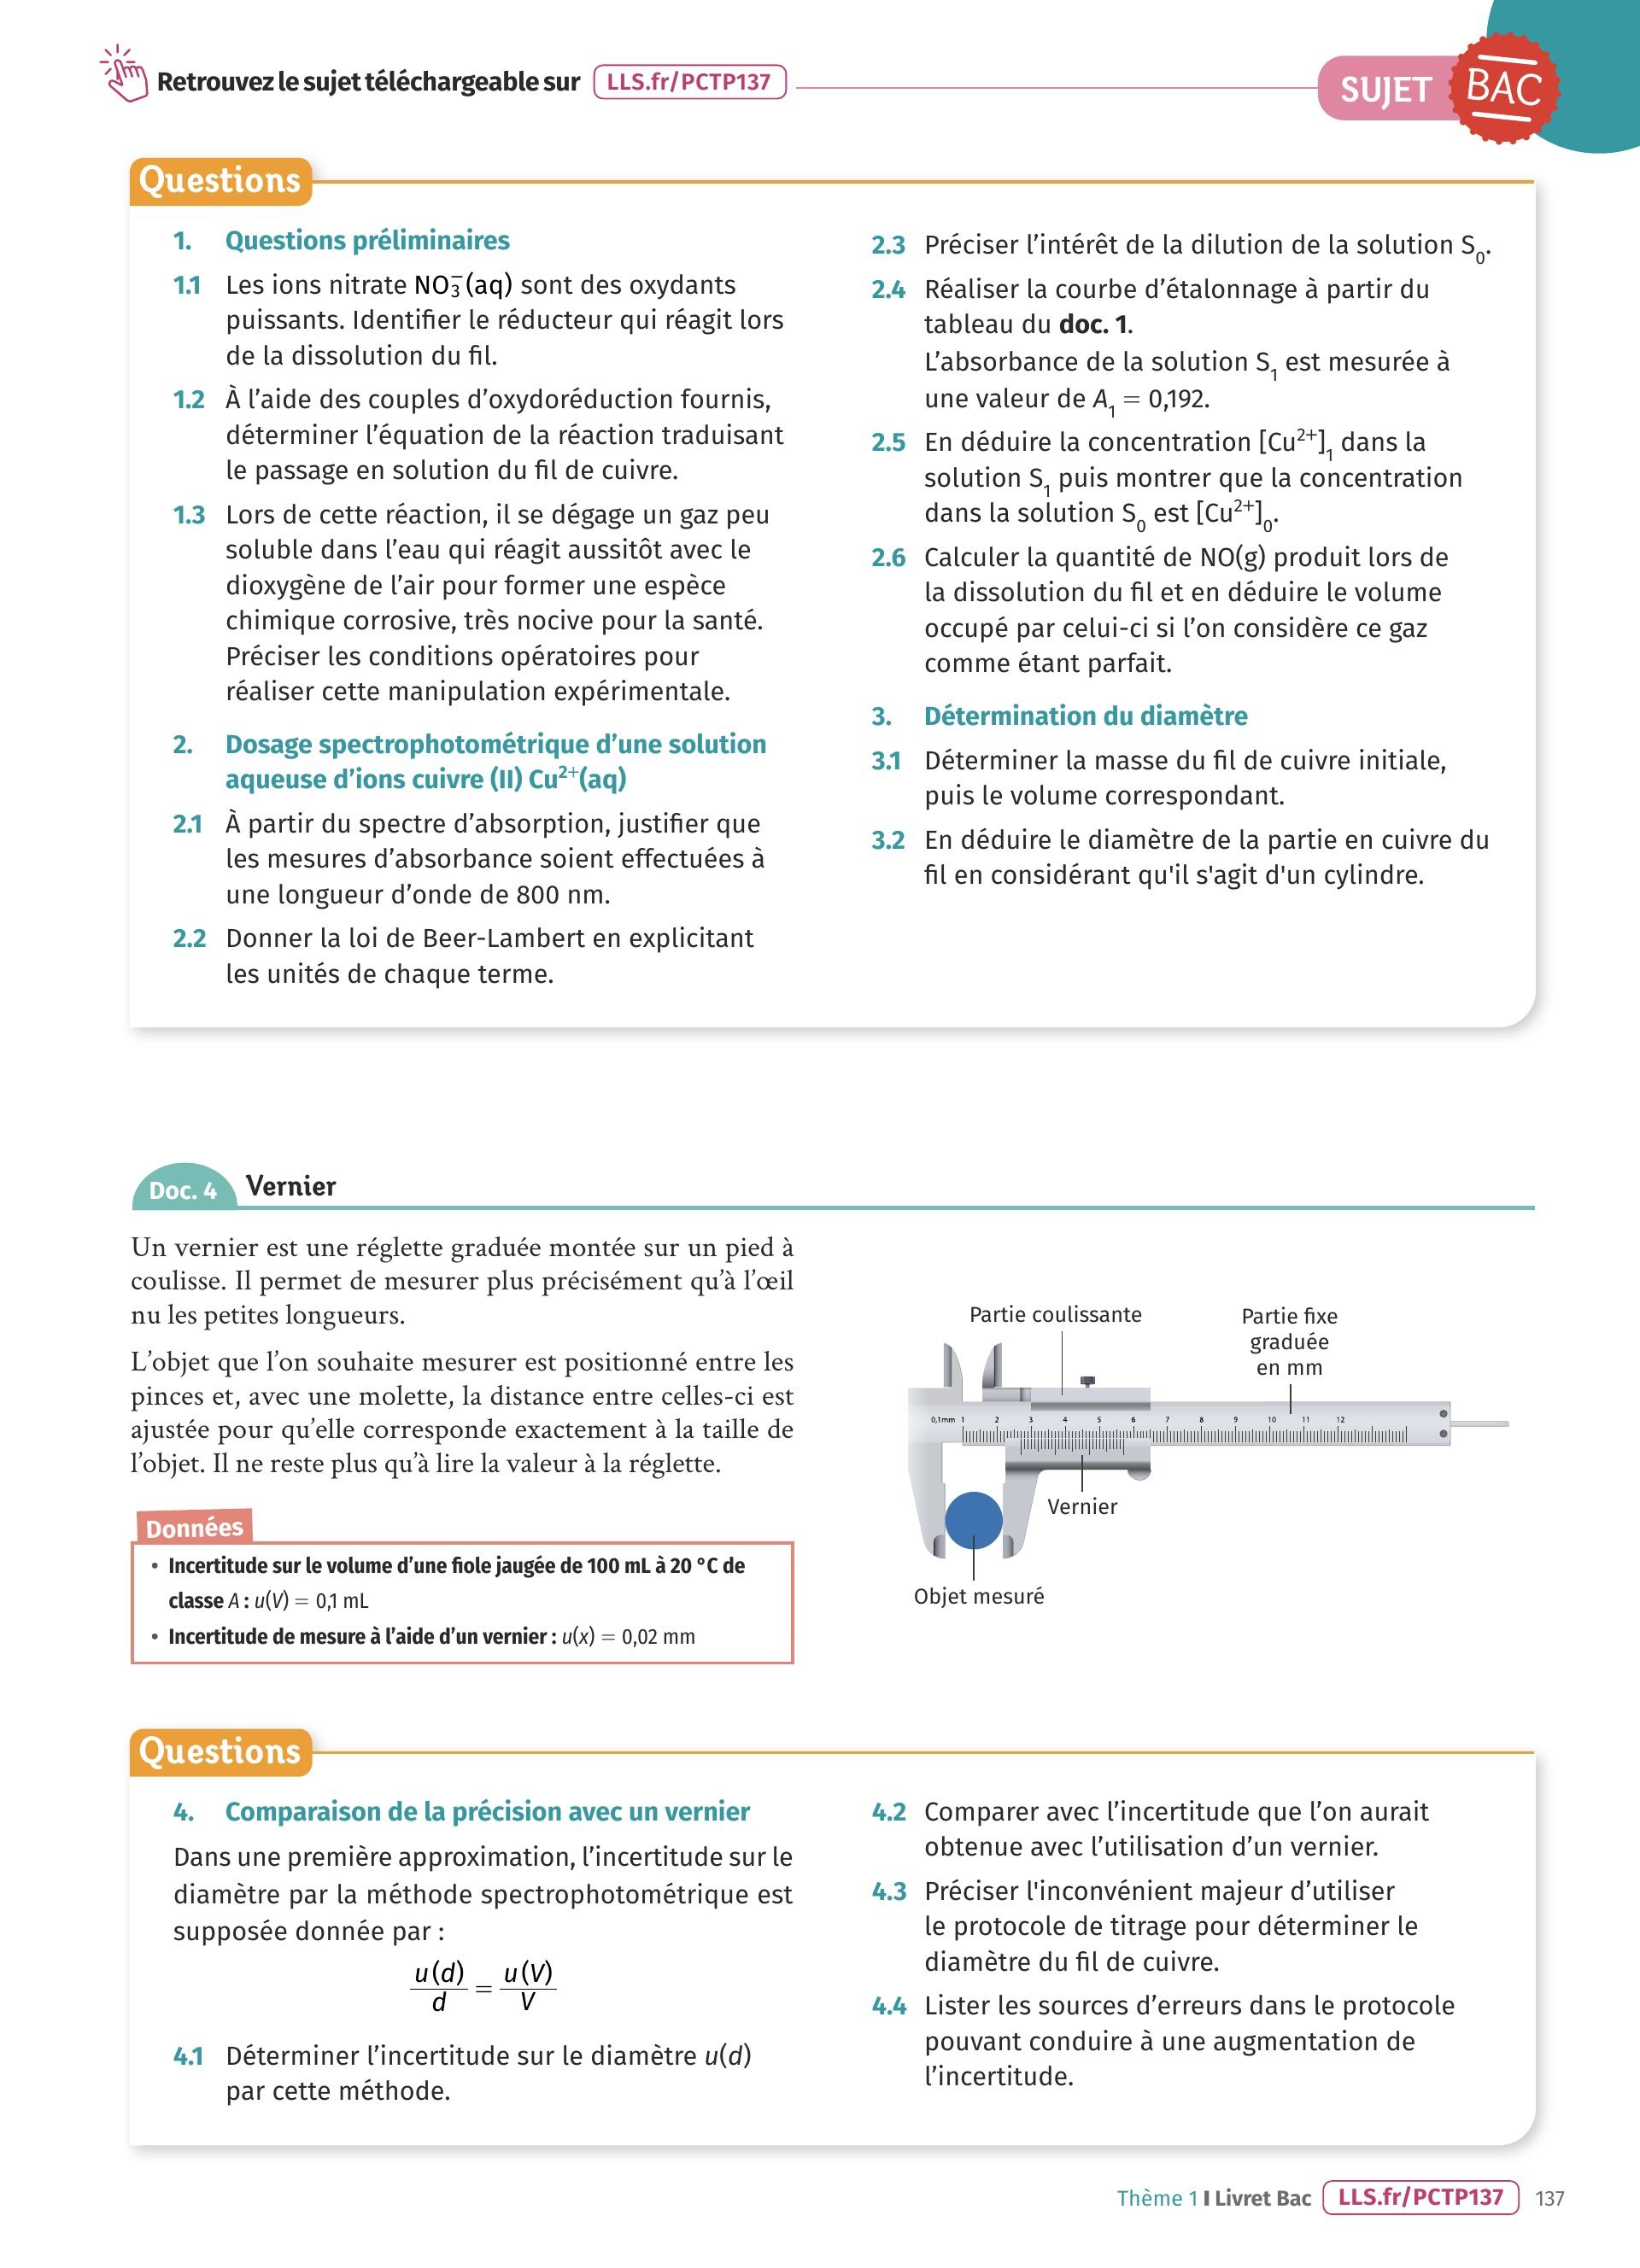 Retrouvez le sujet téléchargeable sur LLS.fr/PCTP137
SUJET BAC
Questions
1. Questions préliminaires
1.1 Les ions nitrate NO₃⁻(aq) sont des oxydants
puissants. Identifier le réducteur qui réagit lors
de la dissolution du fil.
1.2 À l’aide des couples d’oxydoréduction fournis,
déterminer l’équation de la réaction traduisant
le passage en solution du fil de cuivre.
1.3 Lors de cette réaction, il se dégage un gaz peu
soluble dans l’eau qui réagit aussitôt avec le
dioxygène de l’air pour former une espèce
chimique corrosive, très nocive pour la santé.
Préciser les conditions opératoires pour
réaliser cette manipulation expérimentale.
2. Dosage spectrophotométrique d’une solution
aqueuse d’ions cuivre (II) Cu²⁺(aq)
2.1 À partir du spectre d’absorption, justifier que
les mesures d’absorbance soient effectuées à
une longueur d’onde de 800 nm.
2.2 Donner la loi de Beer-Lambert en explicitant
les unités de chaque terme.
2.3 Préciser l’intérêt de la dilution de la solution S₀.
2.4 Réaliser la courbe d’étalonnage à partir du
tableau du doc. 1.
L’absorbance de la solution S₁ est mesurée à
une valeur de A₁ = 0,192.
2.5 En déduire la concentration [Cu²⁺]₁ dans la
solution S₁ puis montrer que la concentration
dans la solution S₀ est [Cu²⁺]₀.
2.6 Calculer la quantité de NO(g) produit lors de
la dissolution du fil et en déduire le volume
occupé par celui-ci si l’on considère ce gaz
comme étant parfait.
3. Détermination du diamètre
3.1 Déterminer la masse du fil de cuivre initiale,
puis le volume correspondant.
3.2 En déduire le diamètre de la partie en cuivre du
fil en considérant qu'il s'agit d'un cylindre.
Doc. 4 Vernier
Un vernier est une réglette graduée montée sur un pied à
coulisse. Il permet de mesurer plus précisément qu’à l’œil
nu les petites longueurs.
L’objet que l’on souhaite mesurer est positionné entre les
pinces et, avec une molette, la distance entre celles-ci est
ajustée pour qu’elle corresponde exactement à la taille de
l’objet. Il ne reste plus qu’à lire la valeur à la réglette.
Données
• Incertitude sur le volume d’une fiole jaugée de 100 mL à 20 °C de
classe A : u(V) = 0,1 mL
• Incertitude de mesure à l’aide d’un vernier : u(x) = 0,02 mm
Partie coulissante
Partie fixe
graduée
en mm
0,1mm 1 2 3 4 5 6 7 8 9 10 11 12
Vernier
Objet mesuré
Questions
4. Comparaison de la précision avec un vernier
Dans une première approximation, l’incertitude sur le
diamètre par la méthode spectrophotométrique est
supposée donnée par :
u(d)/d = u(V)/V
4.1 Déterminer l’incertitude sur le diamètre u(d)
par cette méthode.
4.2 Comparer avec l’incertitude que l’on aurait
obtenue avec l’utilisation d’un vernier.
4.3 Préciser l'inconvénient majeur d’utiliser
le protocole de titrage pour déterminer le
diamètre du fil de cuivre.
4.4 Lister les sources d’erreurs dans le protocole
pouvant conduire à une augmentation de
l’incertitude.
Thème 1 I Livret Bac LLS.fr/PCTP137 137